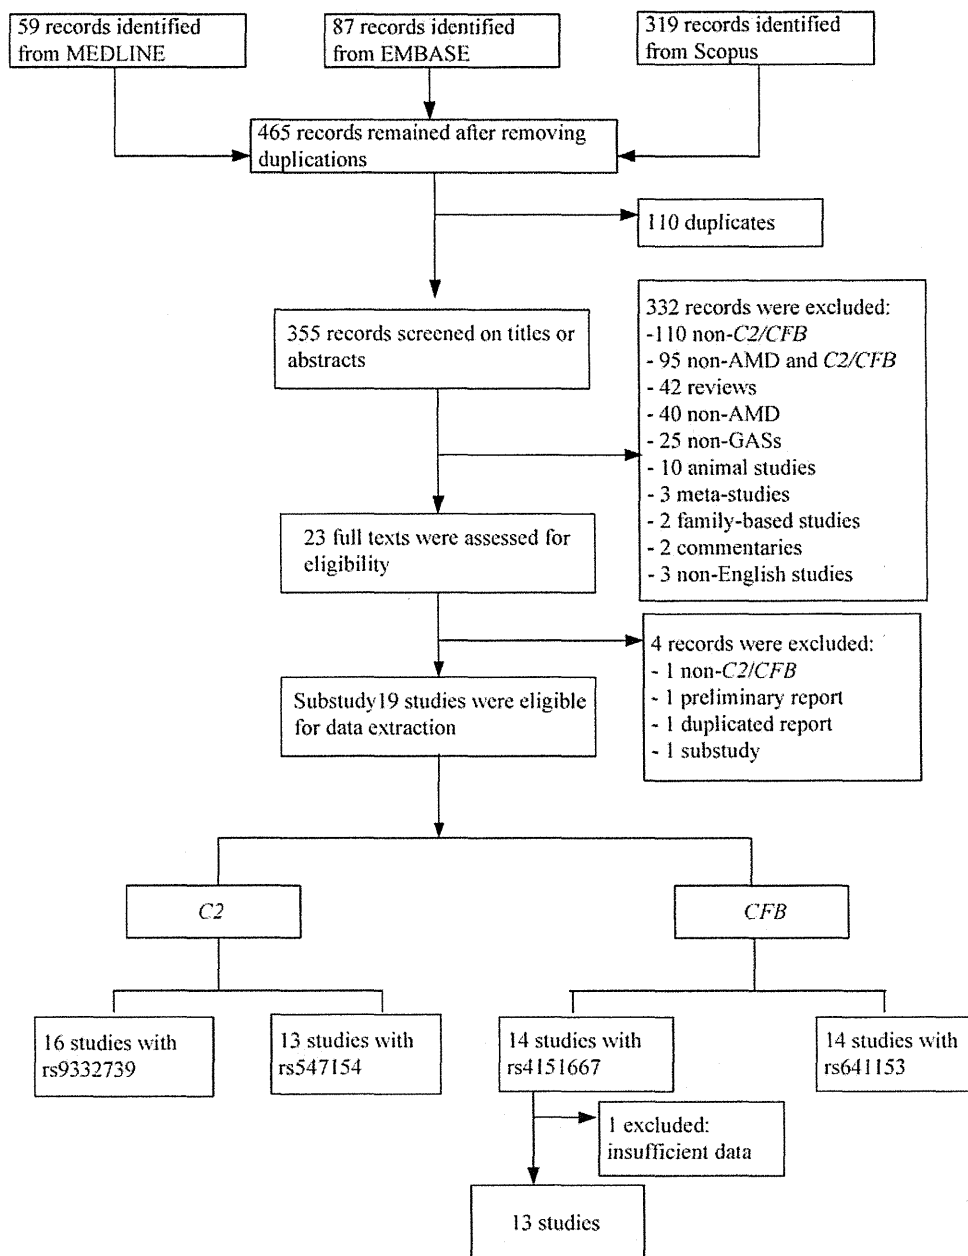 59 records identified
from MEDLINE
87 records identified
from EMBASE
319 records identified
from Scopus
465 records remained after removing
duplications
110 duplicates
355 records screened on titles or
abstracts
332 records were excluded:
-110 non-C2/CFB
- 95 non-AMD and C2/CFB
- 42 reviews
- 40 non-AMD
- 25 non-GASs
- 10 animal studies
- 3 meta-studies
- 2 family-based studies
- 2 commentaries
- 3 non-English studies
23 full texts were assessed for
eligibility
4 records were excluded:
- 1 non-C2/CFB
- 1 preliminary report
- 1 duplicated report
- 1 substudy
Substudy19 studies were eligible
for data extraction
C2
CFB
16 studies with
rs9332739
13 studies with
rs547154
14 studies with
rs4151667
14 studies with
rs641153
1 excluded:
insufficient data
13 studies